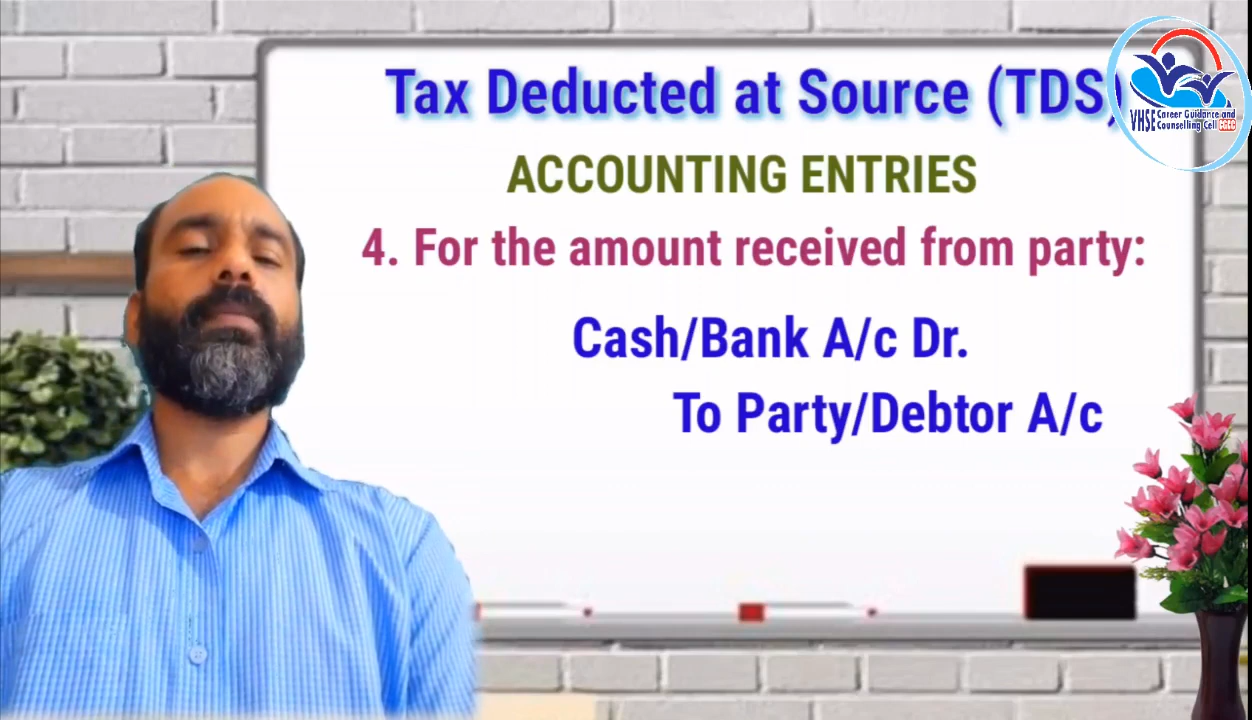 Tax Deducted at Source (TDS)
VHSE Career Guidance and
Counselling Cell CGCC
ACCOUNTING ENTRIES
4. For the amount received from party:
Cash/Bank A/c Dr.
To Party/Debtor A/c